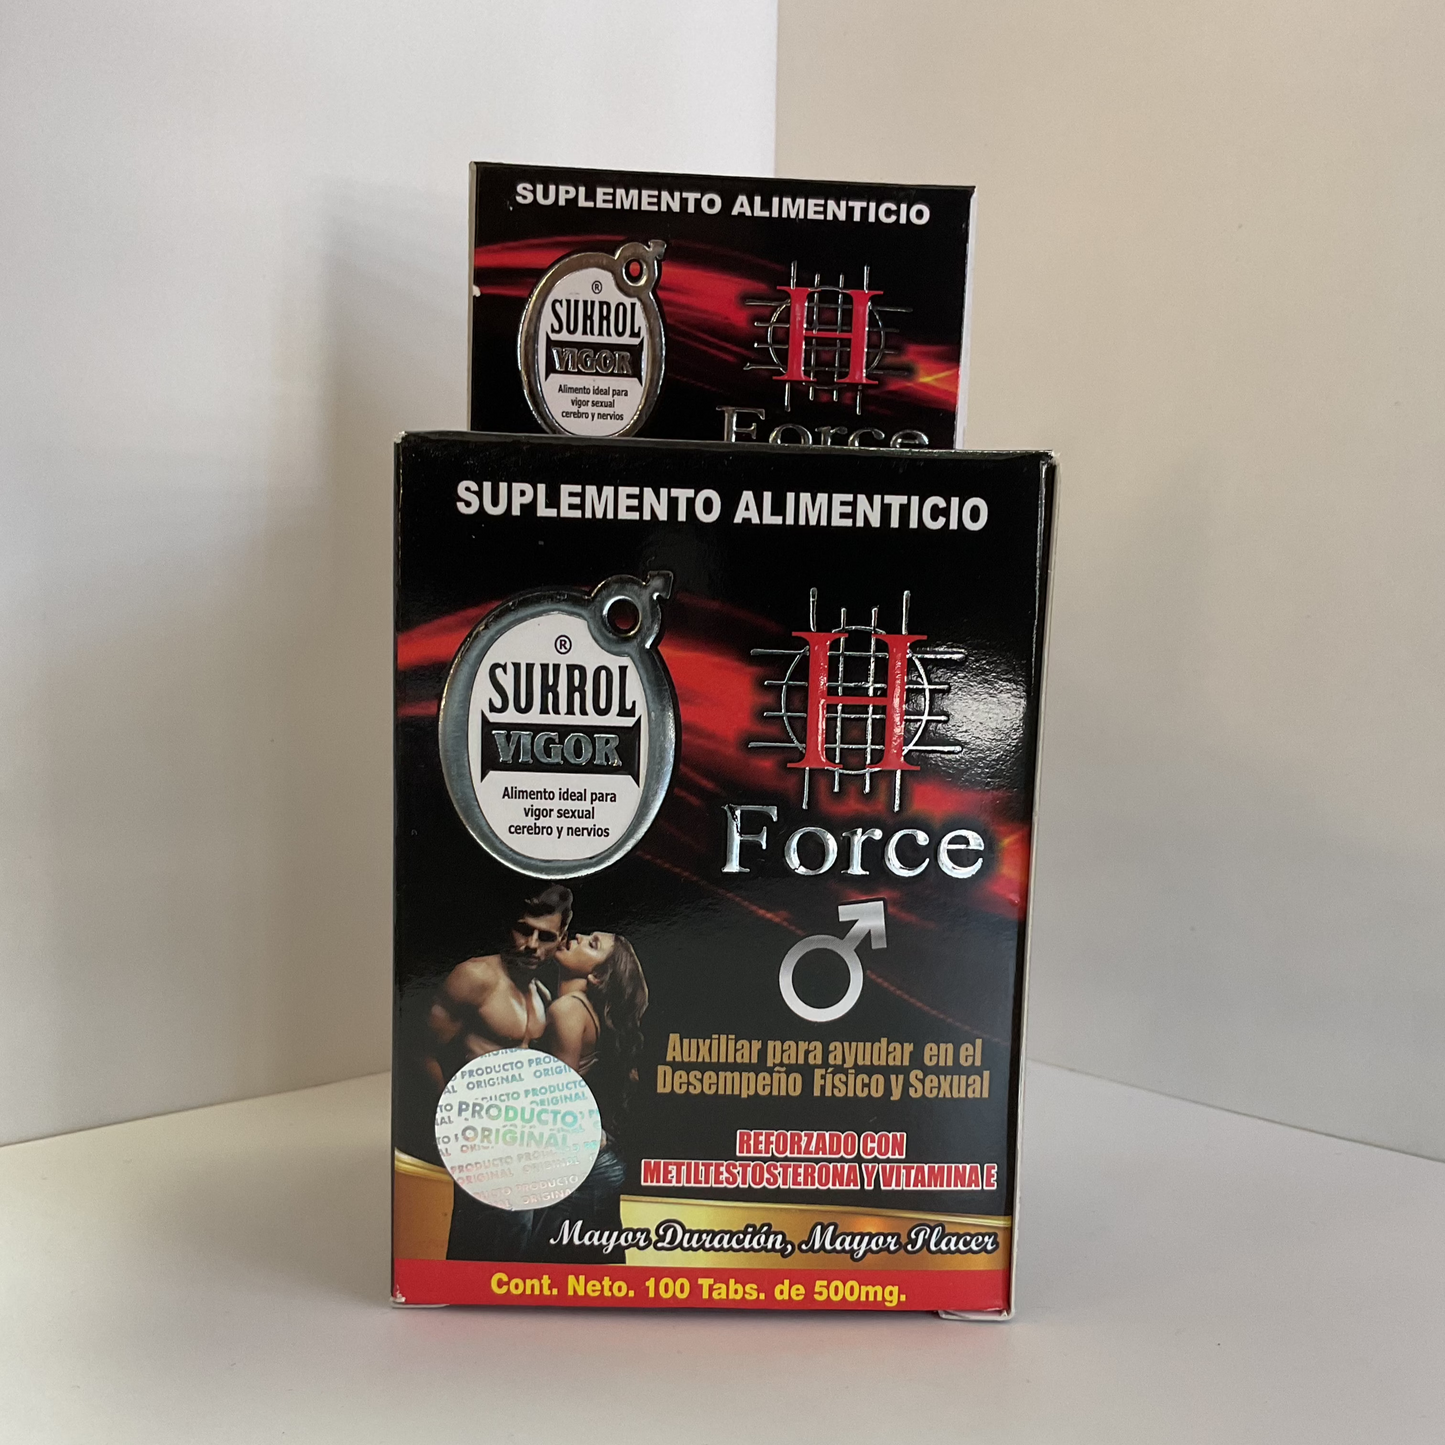 SUPLEMENTO ALIMENTICIO
®
SUKROL
VIGOR
Alimento ideal para
vigor sexual
cerebro y nervios
H
Force
SUPLEMENTO ALIMENTICIO
®
SUKROL
VIGOR
Alimento ideal para
vigor sexual
cerebro y nervios
H
Force
Auxiliar para ayudar en el
Desempeño Físico y Sexual
PRODUCTO
ORIGINAL
REFORZADO CON
METILTESTOSTERONA Y VITAMINA E
Mayor Duración, Mayor Placer
Cont. Neto. 100 Tabs. de 500mg.